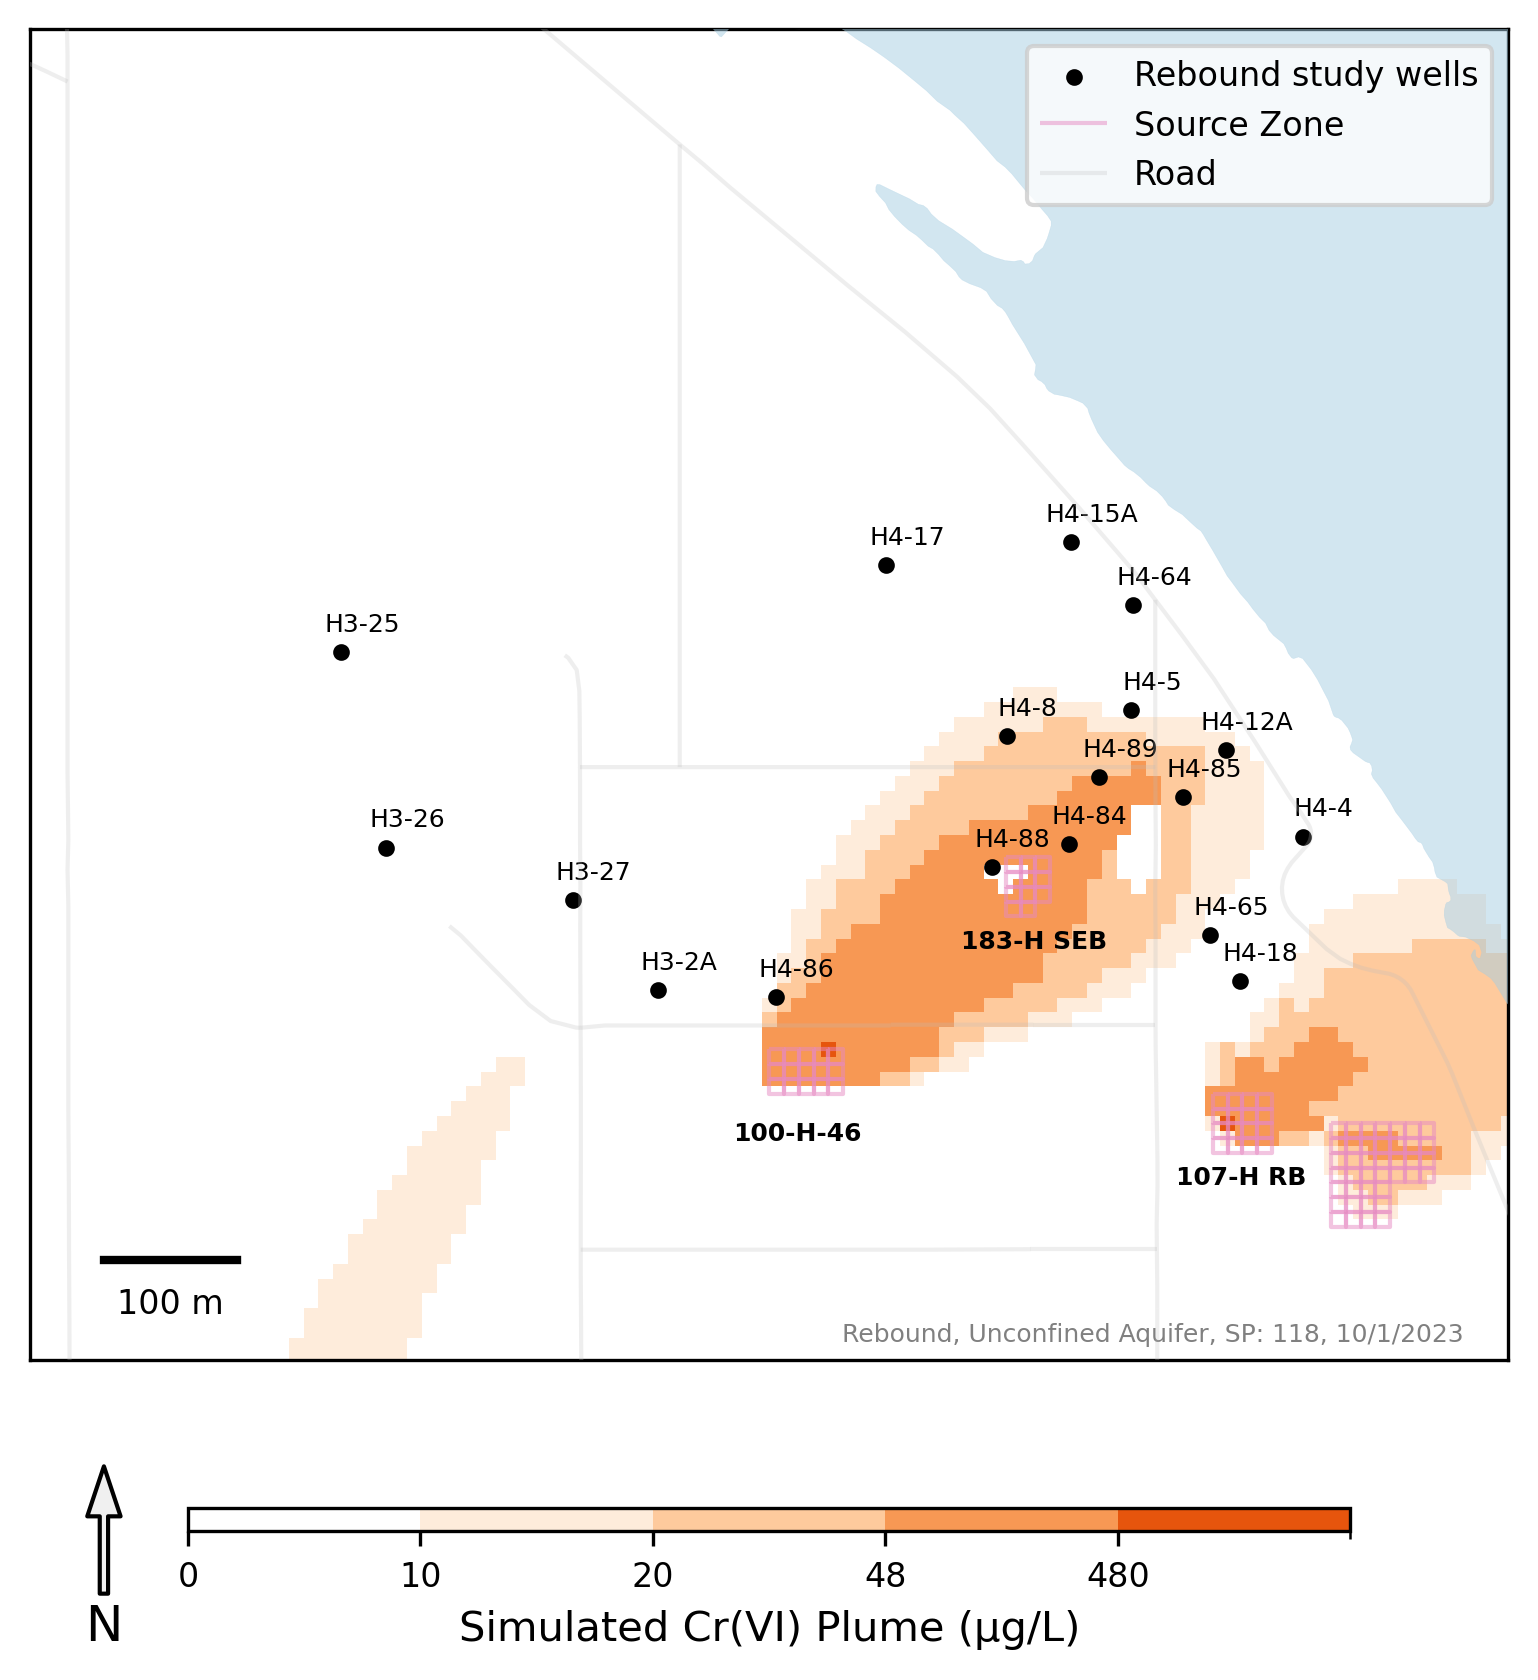 Rebound study wells
Source Zone
Road
H4-15A
H4-17
H4-64
H3-25
H4-5
H4-8
H4-12A
H4-89
H4-85
H4-4
H4-84
H3-26
H4-88
H3-27
H4-65
183-H SEB
H4-18
H3-2A
H4-86
100-H-46
107-H RB
100 m
Rebound, Unconfined Aquifer, SP: 118, 10/1/2023
0 10 20 48 480
N
Simulated Cr(VI) Plume (μg/L)